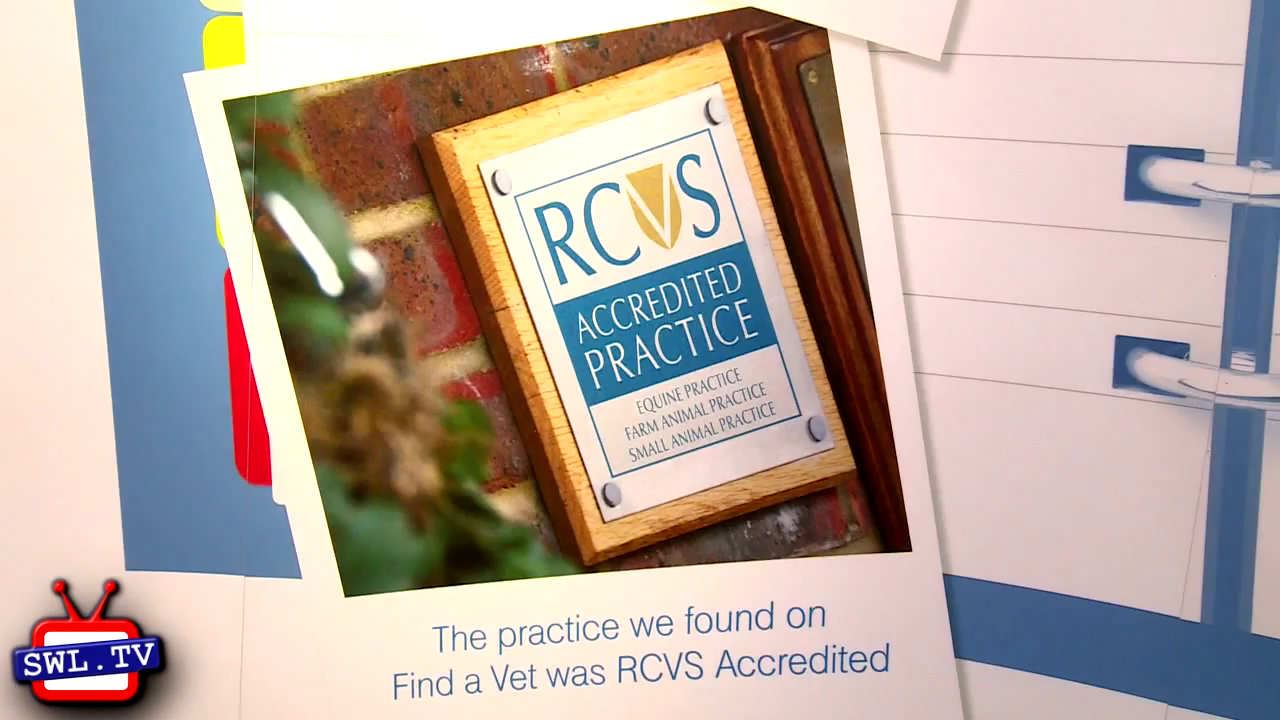 RCVS
ACCREDITED
PRACTICE
EQUINE PRACTICE
FARM ANIMAL PRACTICE
SMALL ANIMAL PRACTICE
The practice we found on
Find a Vet was RCVS Accredited
SWL.TV